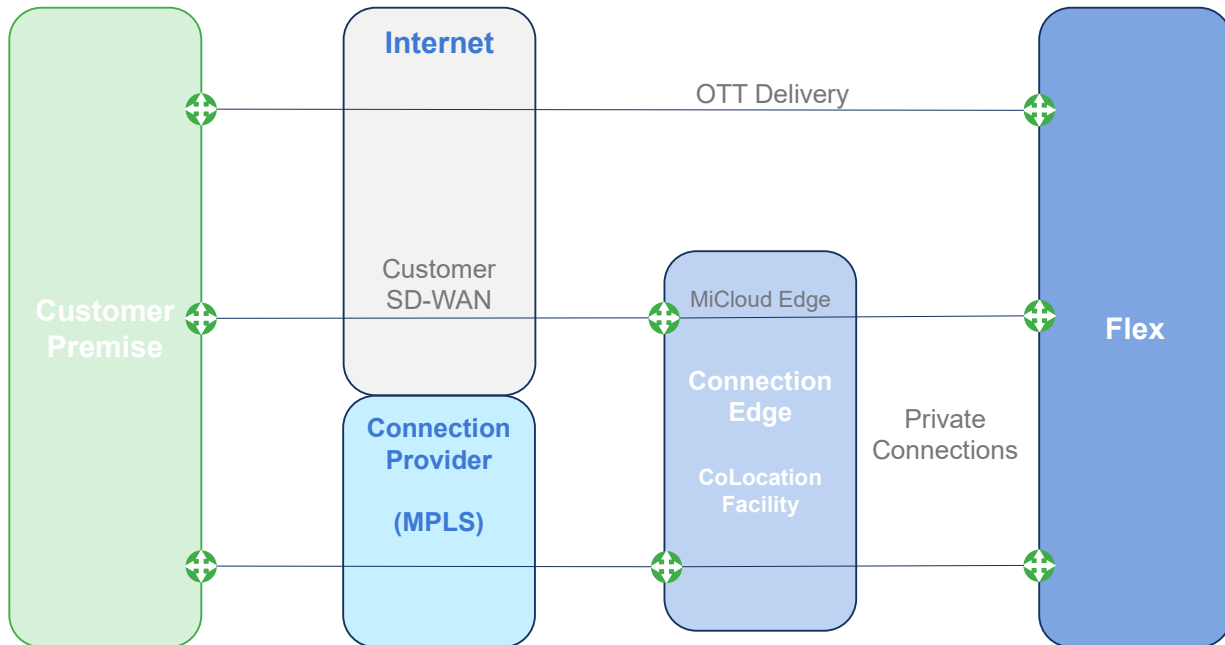 Internet
OTT Delivery
Customer
SD-WAN
MiCloud Edge
Customer
Premise
Flex
Connection
Edge
CoLocation
Facility
Private
Connections
Connection
Provider
(MPLS)